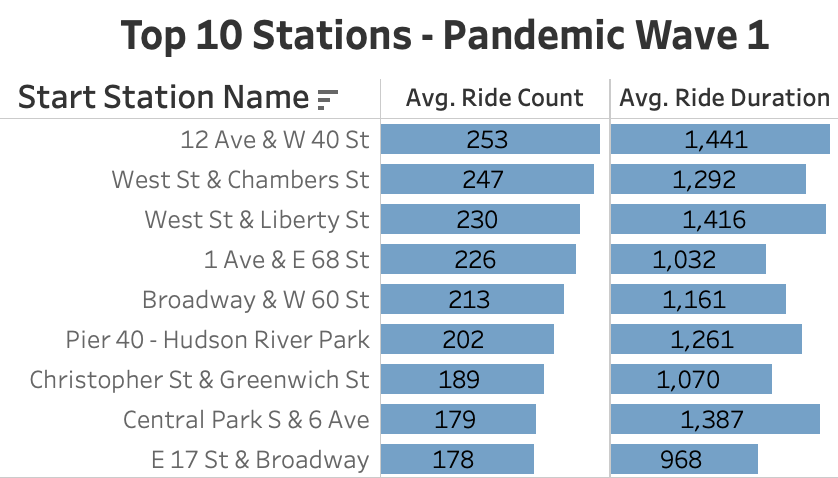 Top 10 Stations - Pandemic Wave 1
Start Station Name Avg. Ride Count Avg. Ride Duration
12 Ave & W 40 St 253 1,441
West St & Chambers St 247 1,292
West St & Liberty St 230 1,416
1 Ave & E 68 St 226 1,032
Broadway & W 60 St 213 1,161
Pier 40 - Hudson River Park 202 1,261
Christopher St & Greenwich St 189 1,070
Central Park S & 6 Ave 179 1,387
E 17 St & Broadway 178 968